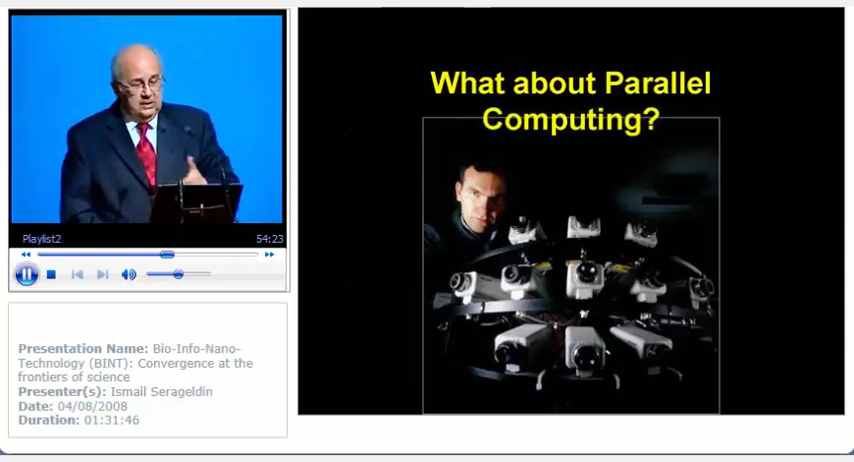 What about Parallel
Computing?
Playlist2
54:23
Presentation Name: Bio-Info-Nano-
Technology (BINT): Convergence at the
frontiers of science
Presenter(s): Ismail Serageldin
Date: 04/08/2008
Duration: 01:31:46